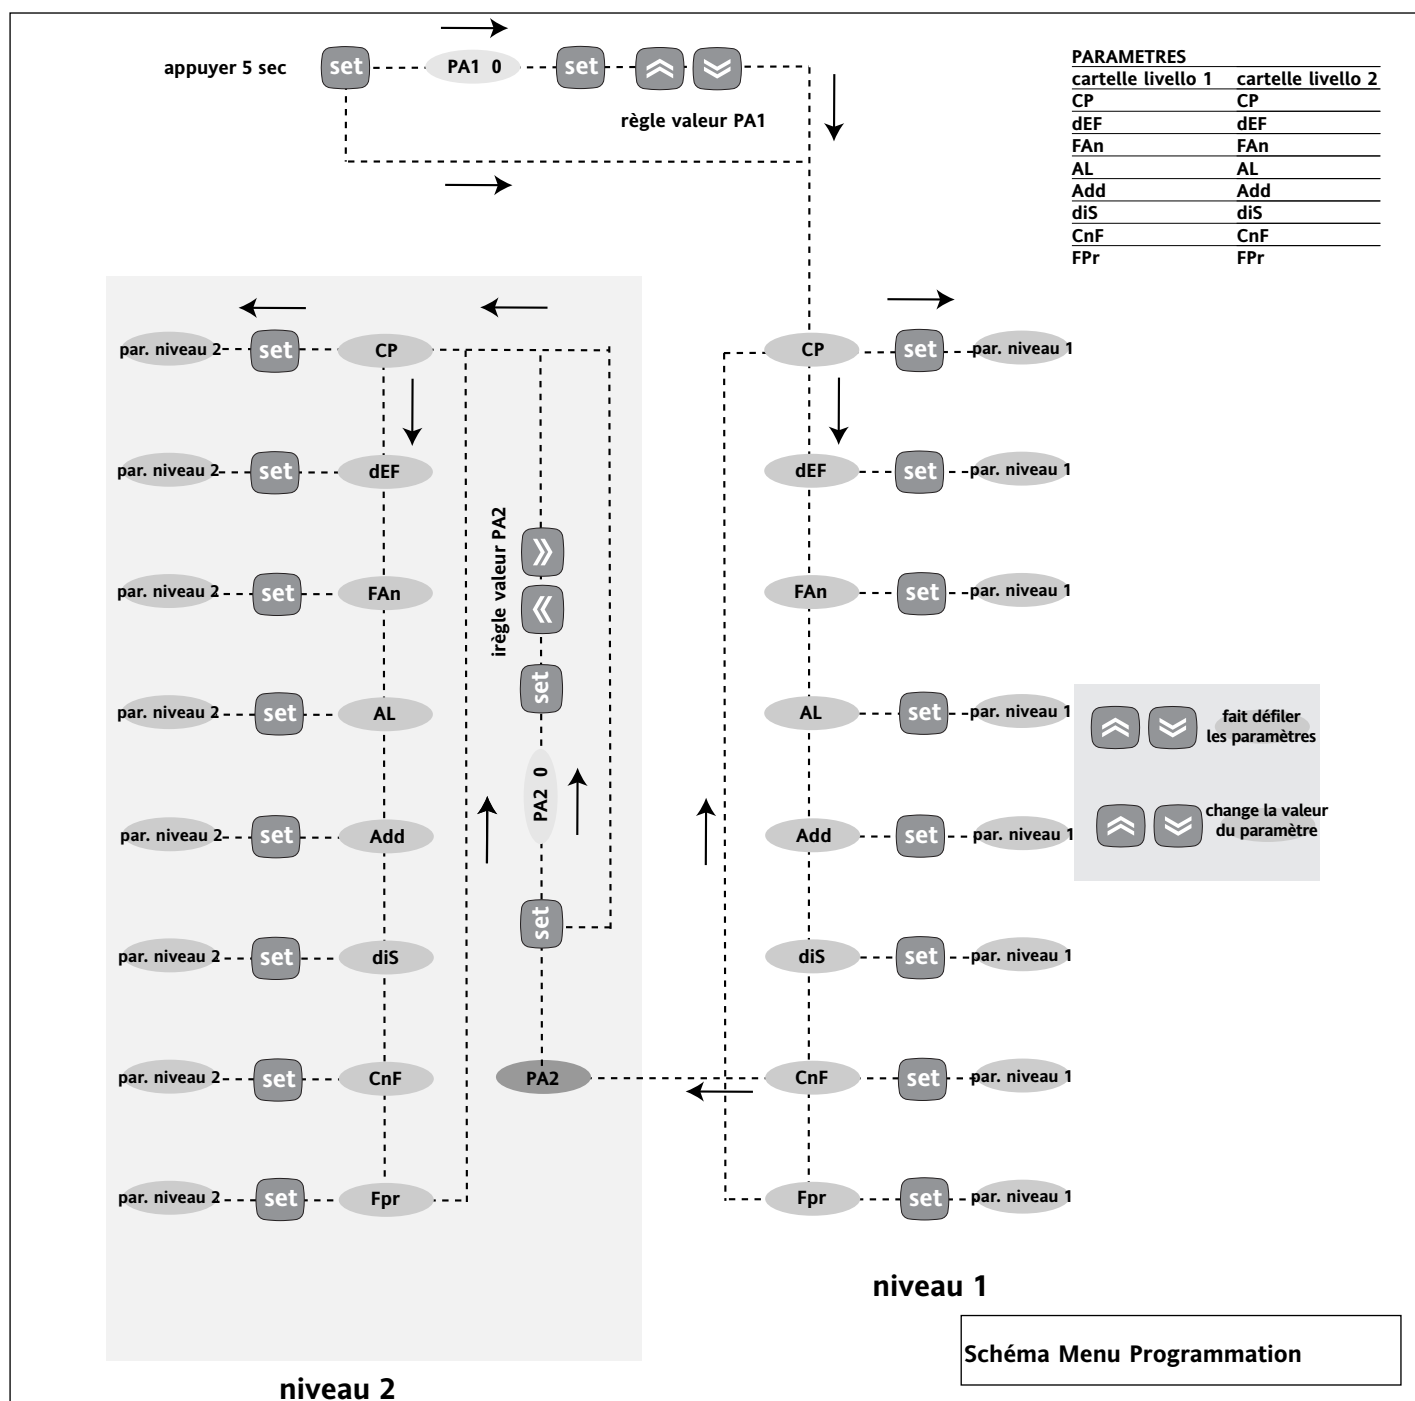 appuyer 5 sec set PA1 0 set
règle valeur PA1
PARAMETRES
cartelle livello 1 cartelle livello 2
CP CP
dEF dEF
FAn FAn
AL AL
Add Add
diS diS
CnF CnF
FPr FPr
par. niveau 2 set CP
par. niveau 2 set dEF
par. niveau 2 set FAn
par. niveau 2 set AL
par. niveau 2 set Add
par. niveau 2 set diS
par. niveau 2 set CnF
par. niveau 2 set Fpr
irègle valeur PA2
set
PA2 0
set
PA2
CP set par. niveau 1
dEF set par. niveau 1
FAn set par. niveau 1
AL set par. niveau 1
Add set par. niveau 1
diS set par. niveau 1
CnF set par. niveau 1
Fpr set par. niveau 1
fait défiler
les paramètres
change la valeur
du paramètre
niveau 1
Schéma Menu Programmation
niveau 2